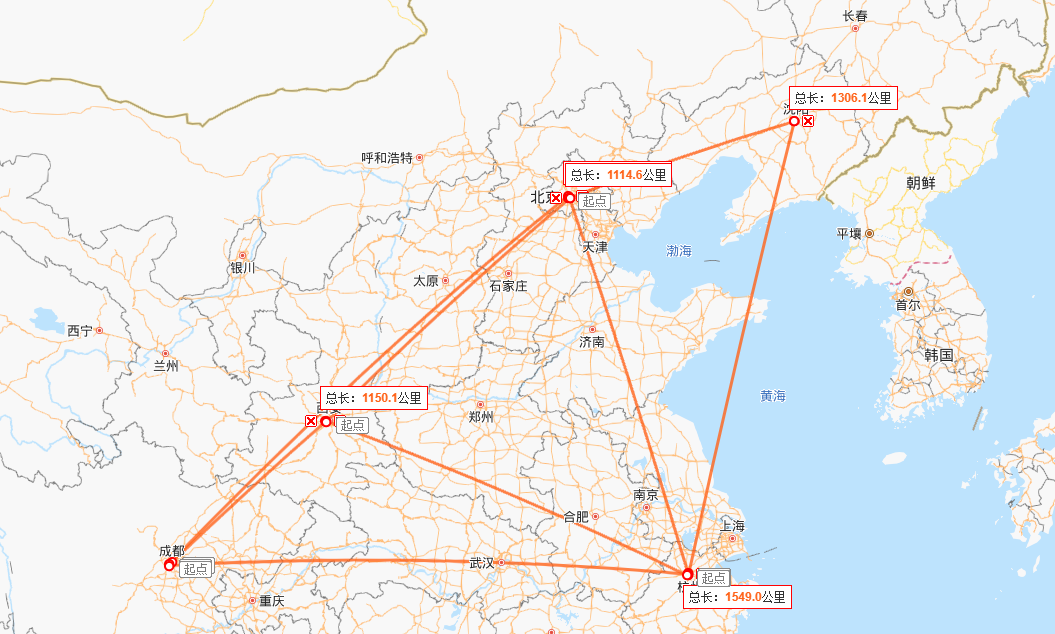 长春
总长：1306.1公里
沈阳
呼和浩特
总长：1114.6公里
北京
起点
朝鲜
平壤
天津
渤海
银川
太原
石家庄
首尔
西宁
济南
韩国
兰州
总长：1150.1公里
黄海
郑州
起点
南京
合肥
上海
成都
起点
武汉
起点
总长：1549.0公里
重庆